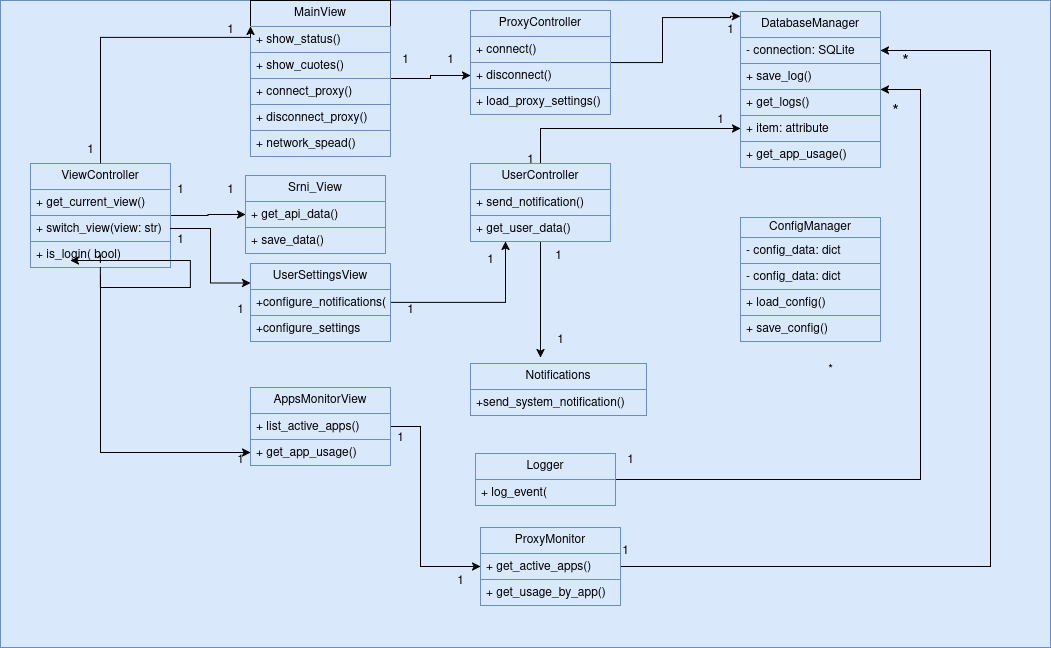 MainView
+ show_status()
+ show_cuotes()
+ connect_proxy()
+ disconnect_proxy()
+ network_spead()
ProxyController
+ connect()
+ disconnect()
+ load_proxy_settings()
DatabaseManager
- connection: SQLite
+ save_log()
+ get_logs()
+ item: attribute
+ get_app_usage()
ViewController
+ get_current_view()
+ switch_view(view: str)
+ is_login( bool)
Srni_View
+ get_api_data()
+ save_data()
UserController
+ send_notification()
+ get_user_data()
ConfigManager
- config_data: dict
- config_data: dict
+ load_config()
+ save_config()
UserSettingsView
+configure_notifications(
+configure_settings
Notifications
+send_system_notification()
AppsMonitorView
+ list_active_apps()
+ get_app_usage()
Logger
+ log_event(
ProxyMonitor
+ get_active_apps()
+ get_usage_by_app()
1
1
1
1
1
*
*
1
1
1
1
1
1
1
1
1
1
*
1
1
1
1
1
1